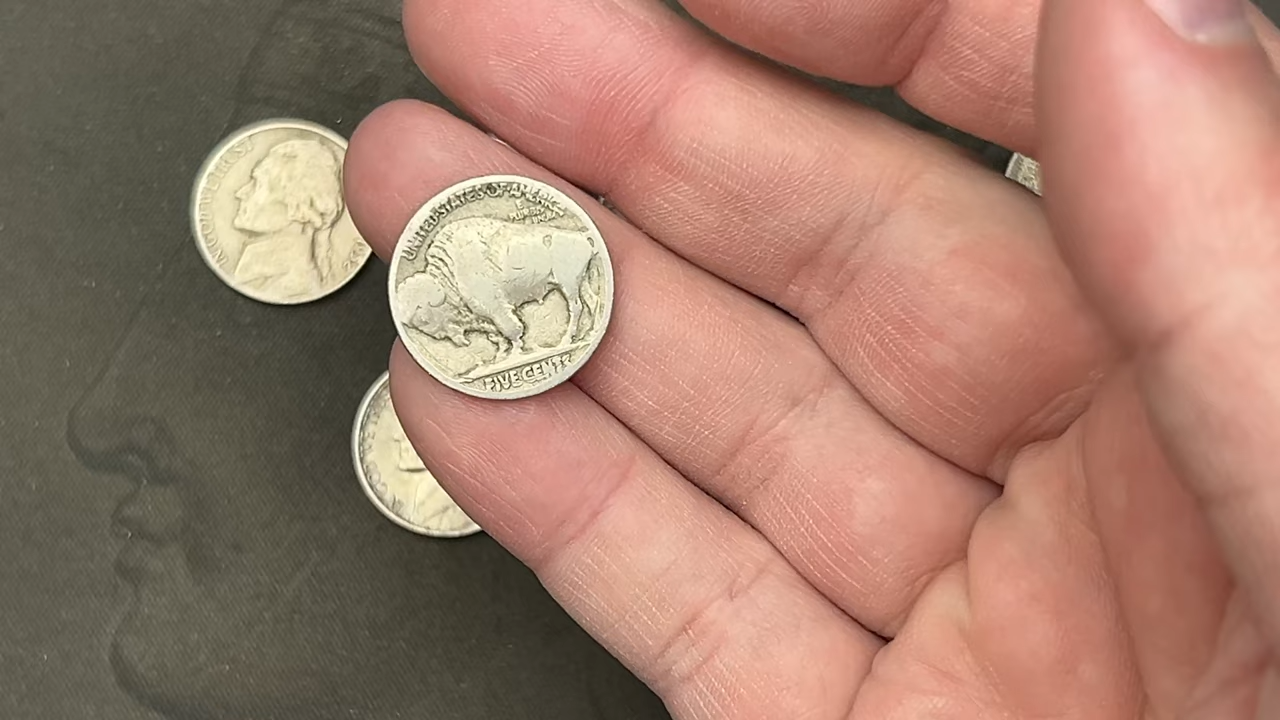 UNITED STATES OF AMERICA
E
PLURIBUS
UNUM
FIVE CENTS
IN GOD WE TRUST